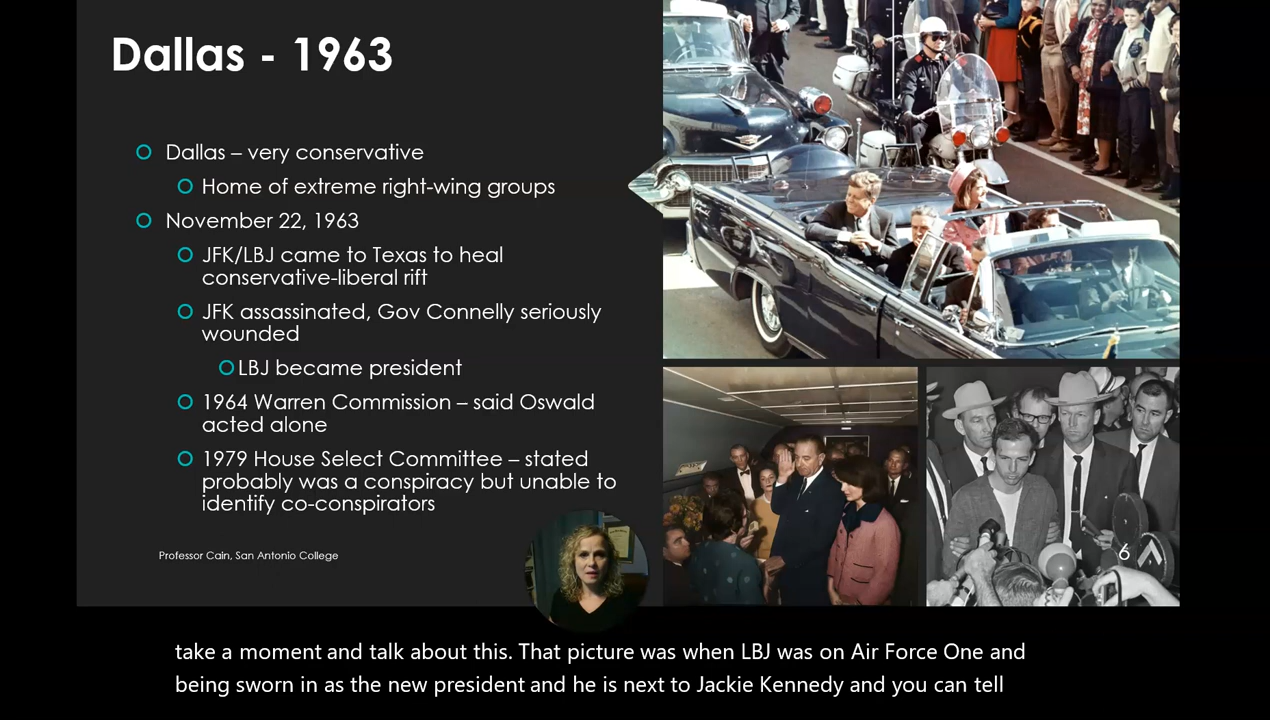 Dallas - 1963
Dallas – very conservative
Home of extreme right-wing groups
November 22, 1963
JFK/LBJ came to Texas to heal
conservative-liberal rift
JFK assassinated, Gov Connelly seriously
wounded
LBJ became president
1964 Warren Commission – said Oswald
acted alone
1979 House Select Committee – stated
probably was a conspiracy but unable to
identify co-conspirators
Professor Cain, San Antonio College
6
take a moment and talk about this. That picture was when LBJ was on Air Force One and
being sworn in as the new president and he is next to Jackie Kennedy and you can tell